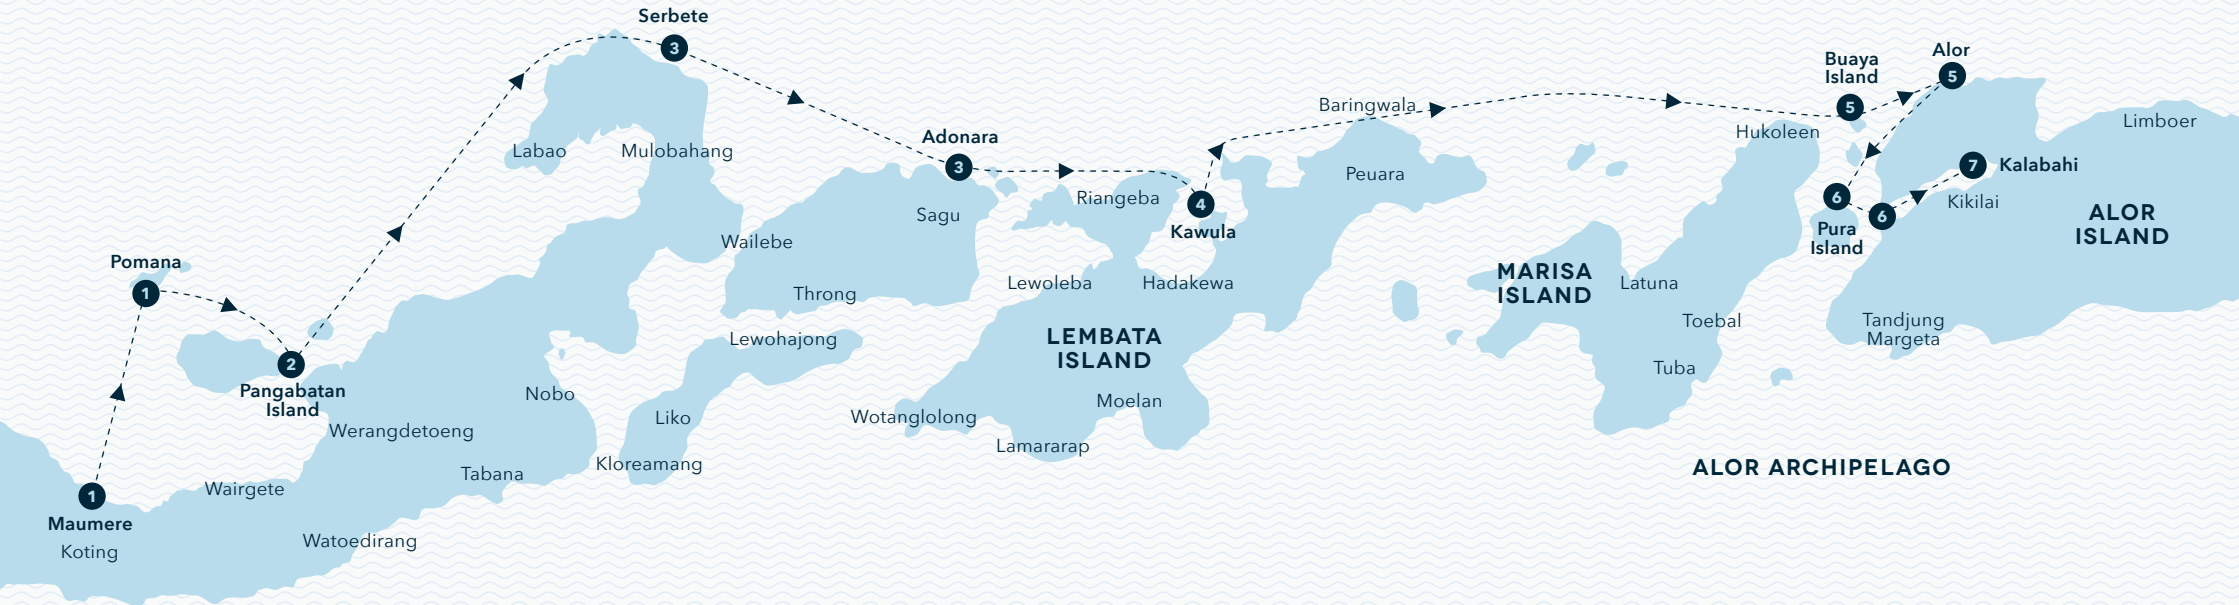 Serbete
3
Buaya
Island
Alor
5
5
Baringwala
Adonara
3
Hukoleen
Limboer
Labao
Mulobahang
Peuara
7
Kalabahi
Riangeba
4
Kawula
6
6
Kikilai
Pura
Island
ALOR
ISLAND
Sagu
Wailebe
Pomana
1
Throng
Lewoleba
Hadakewa
MARISA
ISLAND
Latuna
Toebal
Tandjung
Margeta
Lewohajong
LEMBATA
ISLAND
2
Pangabatan
Island
Nobo
Tuba
Moelan
Liko
Wotanglolong
Werangdetoeng
Lamararap
Kloreamang
Tabana
ALOR ARCHIPELAGO
Wairgete
1
Maumere
Koting
Watoedirang